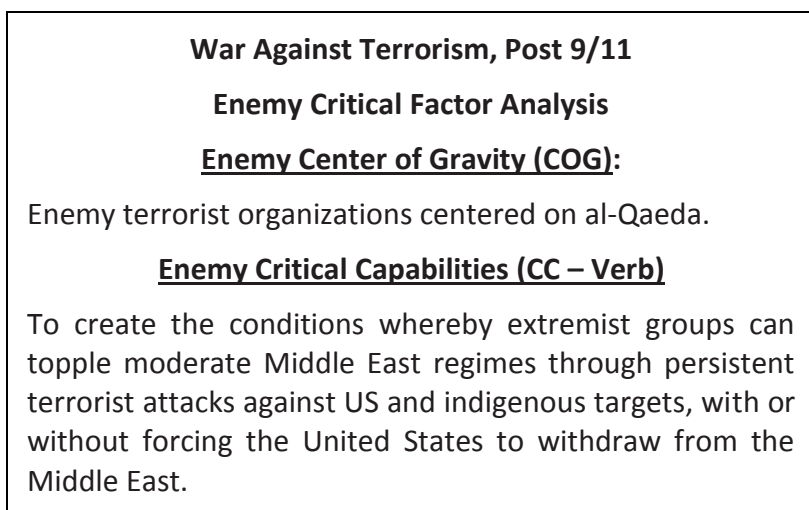 War Against Terrorism, Post 9/11
Enemy Critical Factor Analysis
Enemy Center of Gravity (COG):
Enemy terrorist organizations centered on al-Qaeda.
Enemy Critical Capabilities (CC – Verb)
To create the conditions whereby extremist groups can
topple moderate Middle East regimes through persistent
terrorist attacks against US and indigenous targets, with or
without forcing the United States to withdraw from the
Middle East.